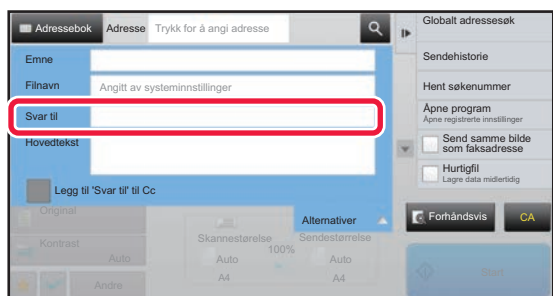 Adressebok
Adresse
Trykk for å angi adresse
Emne
Filnavn
Angitt av systeminnstillinger
Svar til
Hovedtekst
Legg til 'Svar til' til Cc
Alternativer
Original
Kontrast
Auto
Andre
Skannestørelse
Sendestørrelse
100%
Auto
Auto
A4
A4
Globalt adressesøk
Sendehistorie
Hent søkenummer
Åpne program
Åpne registrerte innstillinger
Send samme bilde
som faksadresse
Hurtigfil
Lagre data midlertidig
Forhåndsvis
CA
Start